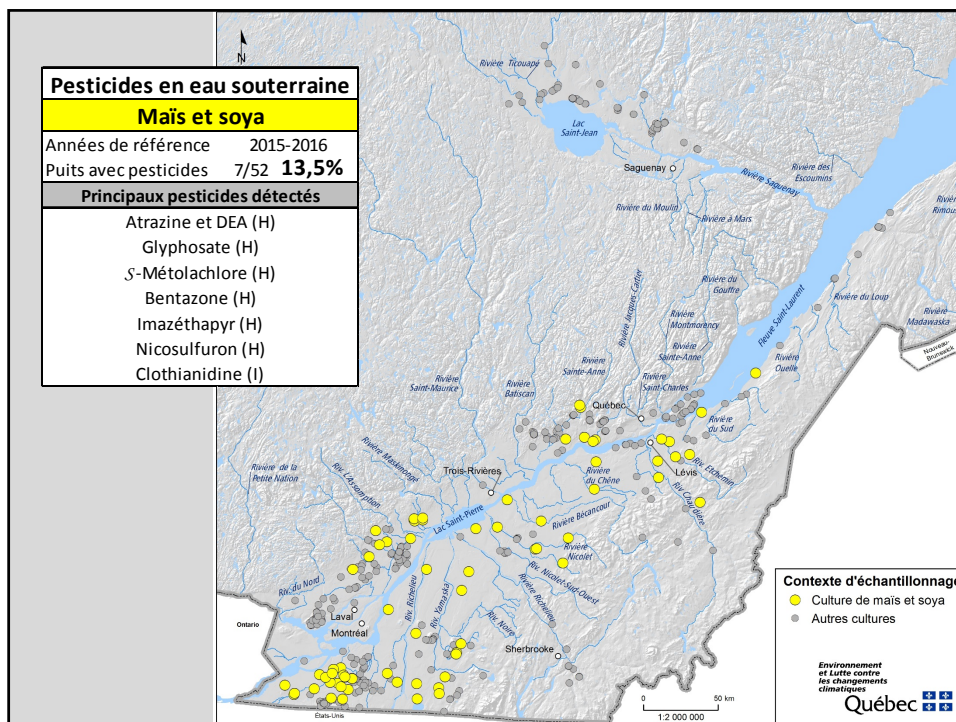 Pesticides en eau souterraine
Maïs et soya
Années de référence 2015-2016
Puits avec pesticides 7/52 13,5%
Principaux pesticides détectés
Atrazine et DEA (H)
Glyphosate (H)
S-Métolachlore (H)
Bentazone (H)
Imazéthapyr (H)
Nicosulfuron (H)
Clothianidine (I)
N
Rivière Ticouapé
Lac
Saint-Jean
Saguenay
Rivière Saguenay
Rivière des
Escoumins
Rivière
Rimous
Rivière du Moulin
Rivière à Mars
Rivière du
Gouffre
Rivière Jacques-Cartier
Rivière
Montmorency
Fleuve Saint-Laurent
Rivière du Loup
Rivière
Madawaska
Nouveau-
Brunswick
Rivière
Saint-Maurice
Rivière
Batiscan
Rivière
Sainte-Anne
Rivière
Sainte-Anne
Rivière
Saint-Charles
Rivière
Ouelle
Québec
Rivière
du Sud
Lévis
Riv. Etchemin
Riv. Chaudière
Rivière
du Chêne
Trois-Rivières
Rivière Maskinongé
Rivière de la
Petite Nation
Riv. L'Assomption
Lac Saint-Pierre
Rivière Bécancour
Rivière
Nicolet
Riv. Nicolet-Sud-Ouest
Riv. du Nord
Riv. Richelieu
Riv. Yamaska
Riv. Noire
Rivière Richelieu
Laval
Montréal
Ontario
Sherbrooke
États-Unis
Contexte d'échantillonnage
Culture de maïs et soya
Autres cultures
0 50 km
1:2 000 000
Environnement
et Lutte contre
les changements
climatiques
Québec